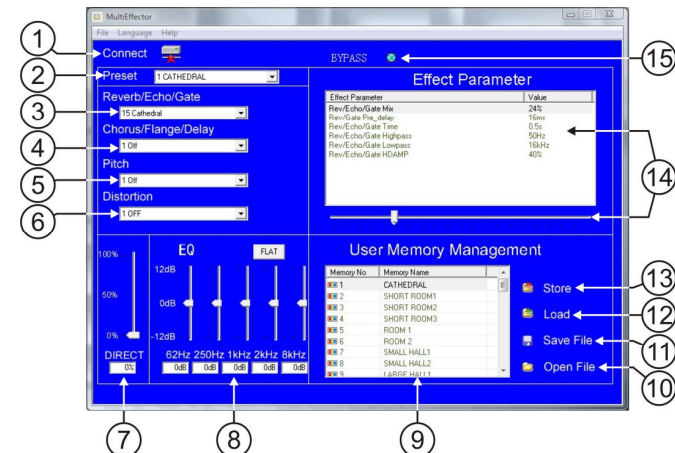 MultiEffector
File Language Help
1 Connect
BYPASS 15
2 Preset 1 CATHEDRAL
Effect Parameter
Reverb/Echo/Gate
3 15 Cathedral
Chorus/Flange/Delay
4 1 Off
Pitch
5 1 Off
Distortion
6 1 OFF
Effect Parameter Value
Rev/Echo/Gate Mix 24%
Rev/Gate Pre_delay 16ms
Rev/Echo/Gate Time 0.5s
Rev/Echo/Gate Highpass 50Hz
Rev/Echo/Gate Lowpass 16kHz
Rev/Echo/Gate HDAMP 40%
14
100%
50%
0%
DIRECT
0%
EQ FLAT
12dB
0dB
-12dB
62Hz 250Hz 1kHz 2kHz 8kHz
0dB 0dB 0dB 0dB 0dB
User Memory Management
Memory No Memory Name
1 CATHEDRAL
2 SHORT ROOM1
3 SHORT ROOM2
4 SHORT ROOM3
5 ROOM 1
6 ROOM 2
7 SMALL HALL1
8 SMALL HALL2
9 LARGE HALL1
Store 13
Load 12
Save File 11
Open File 10
7 8 9